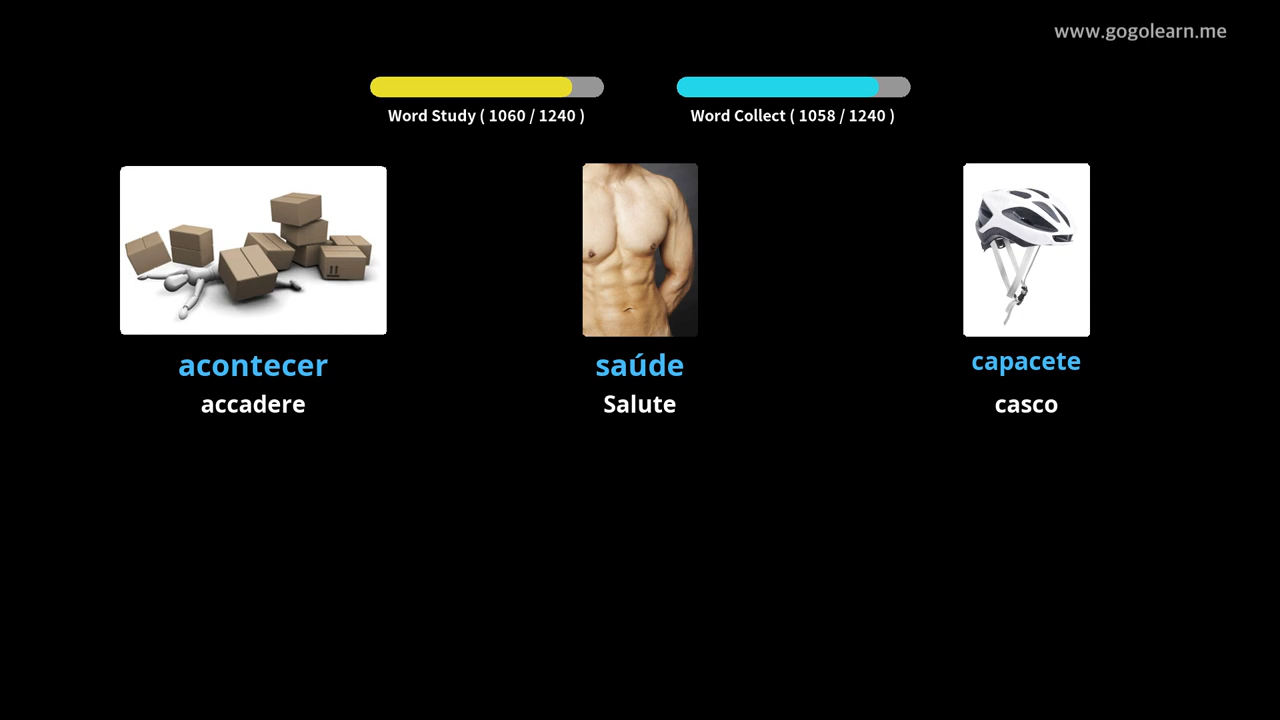 www.gogolearn.me
Word Study ( 1060 / 1240 )
Word Collect ( 1058 / 1240 )
acontecer
accadere
saúde
Salute
capacete
casco